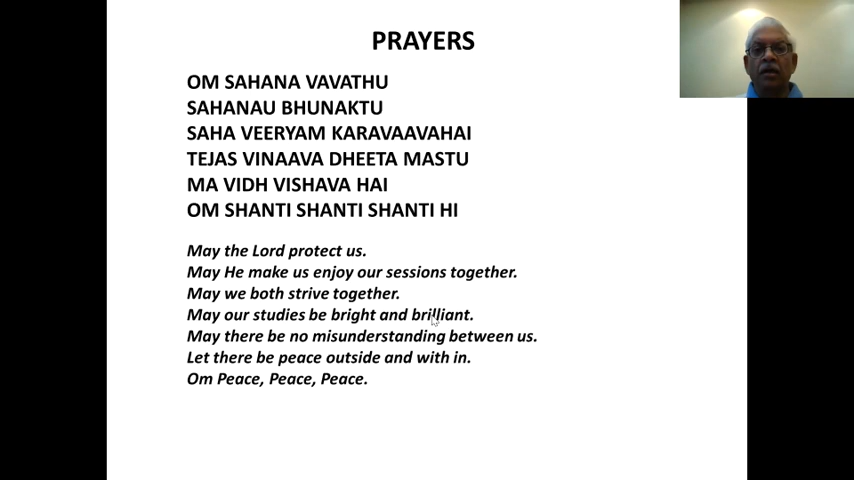 PRAYERS
OM SAHANA VAVATHU
SAHANAU BHUNAKTU
SAHA VEERYAM KARAVAAVAHAI
TEJAS VINAAVA DHEETA MASTU
MA VIDH VISHAVA HAI
OM SHANTI SHANTI SHANTI HI
May the Lord protect us.
May He make us enjoy our sessions together.
May we both strive together.
May our studies be bright and brilliant.
May there be no misunderstanding between us.
Let there be peace outside and with in.
Om Peace, Peace, Peace.